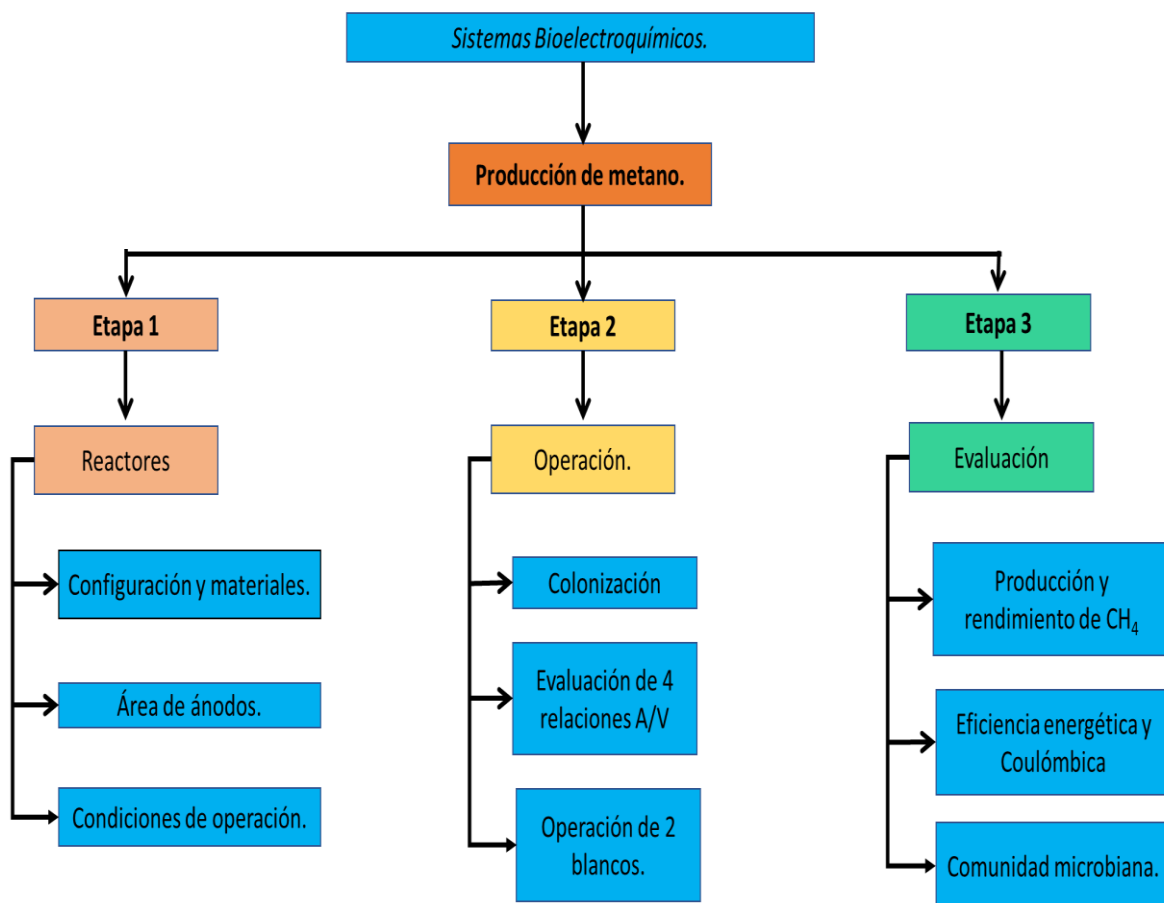 Sistemas Bioelectroquímicos.
Producción de metano.
Etapa 1
Etapa 2
Etapa 3
Reactores
Operación.
Evaluación
Configuración y materiales.
Área de ánodos.
Condiciones de operación.
Colonización
Evaluación de 4
relaciones A/V
Operación de 2
blancos.
Producción y
rendimiento de CH₄
Eficiencia energética y
Coulómbica
Comunidad microbiana.